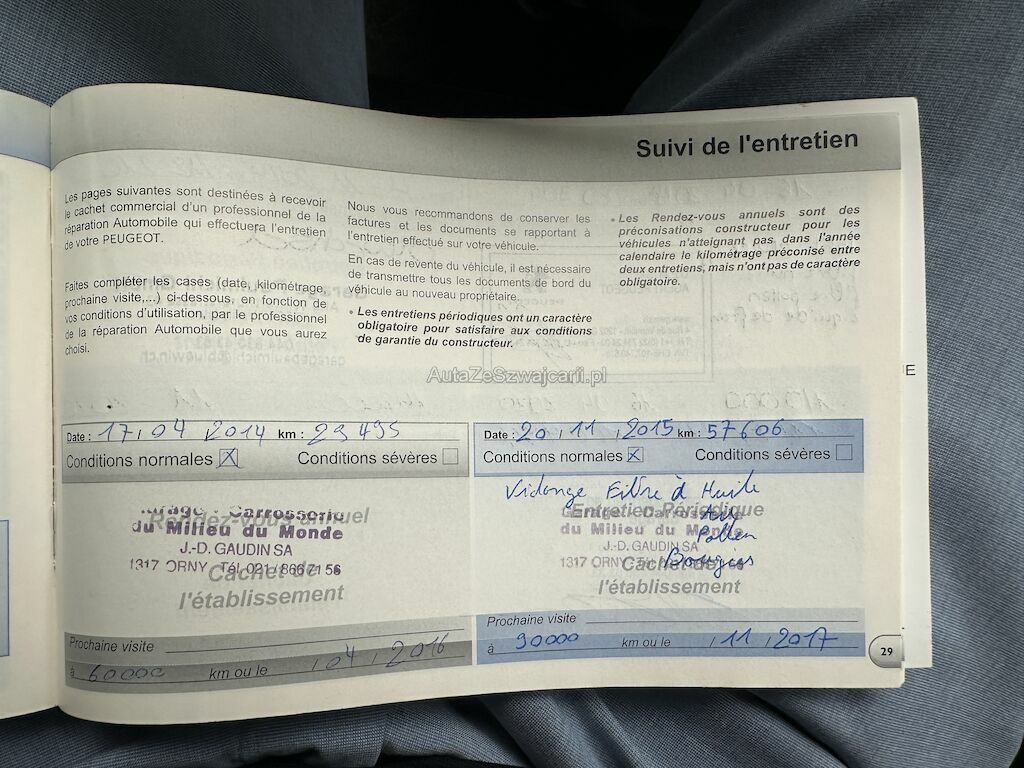 Suivi de l'entretien
Les pages suivantes sont destinées à recevoir
le cachet commercial d'un professionnel de la
réparation Automobile qui effectuera l'entretien
de votre PEUGEOT.
Faites compléter les cases (date, kilométrage,
prochaine visite,...) ci-dessous, en fonction de
vos conditions d'utilisation, par le professionnel
de la réparation Automobile que vous aurez
choisi.
Nous vous recommandons de conserver les
factures et les documents se rapportant à
l'entretien effectué sur votre véhicule.
En cas de revente du véhicule, il est nécessaire
de transmettre tous les documents de bord du
véhicule au nouveau propriétaire.
• Les entretiens périodiques ont un caractère
obligatoire pour satisfaire aux conditions
de garantie du constructeur.
• Les Rendez-vous annuels sont des
préconisations constructeur pour les
véhicules n'atteignant pas dans l'année
calendaire le kilométrage préconisé entre
deux entretiens, mais n'ont pas de caractère
obligatoire.
AutaZeSzwajcarii.pl
E
Date : 17 / 04 / 2014 km : 29495
Conditions normales X Conditions sévères
Garage - Carrosserie
Rendez-vous annuel
du Milieu du Monde
J.-D. GAUDIN SA
1317 ORNY Tél. 021 / 866 71 56
Cachet de
l'établissement
Prochaine visite
à 60000 km ou le / 04 / 2016
Date : 20 / 11 / 2015 km : 57606
Conditions normales X Conditions sévères
Vidange Filtre à Huile
Entretien Périodique
Garage - Carrosserie Air
du Milieu du Monde Pollen
J.-D. GAUDIN SA
1317 ORNY Tél. Bougies
Cachet de
l'établissement
Prochaine visite
à 90000 km ou le / 11 / 2017
29